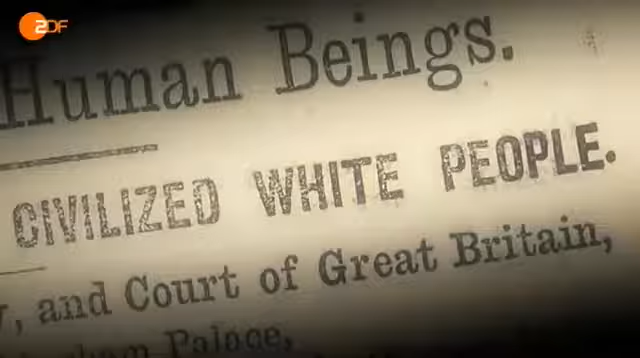 ZDF
Human Beings.
CIVILIZED WHITE PEOPLE.
, and Court of Great Britain,
Palace,